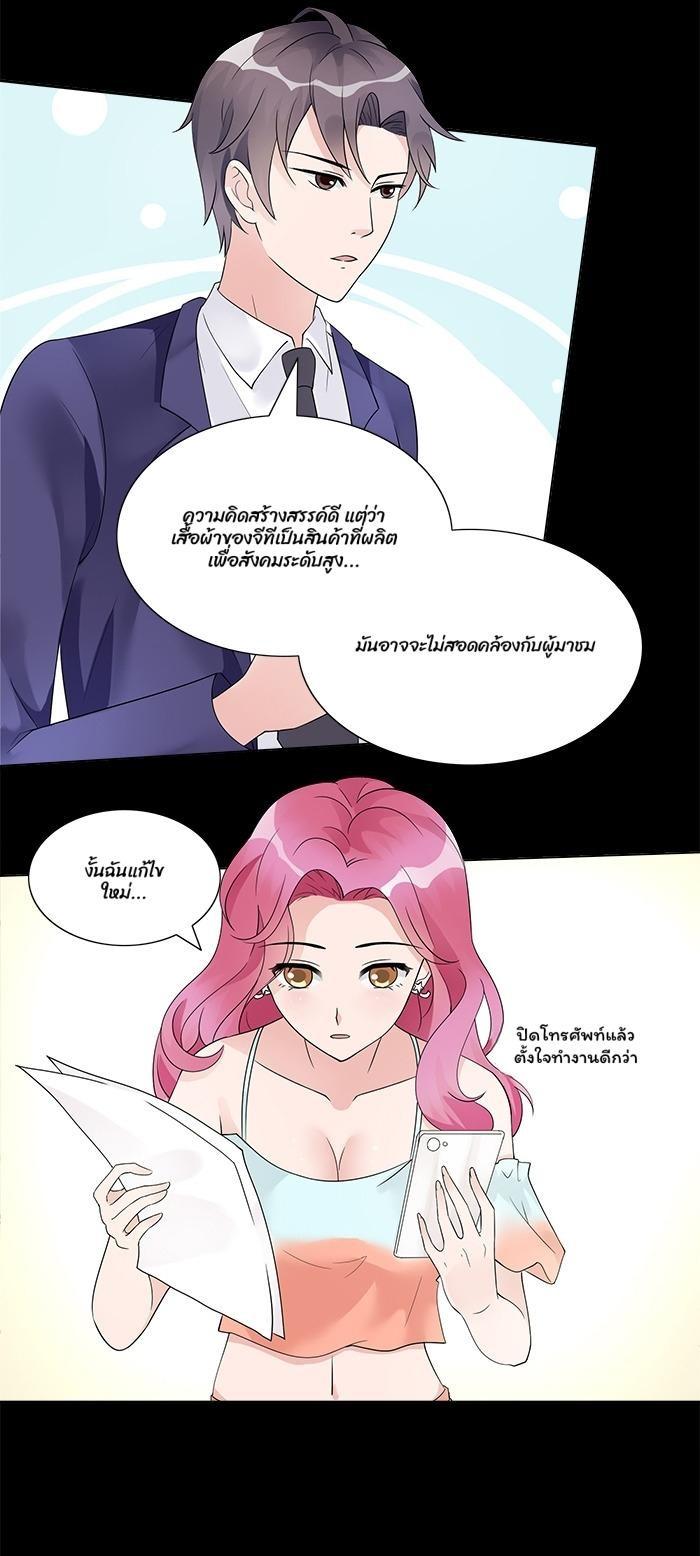 ความคิดสร้างสรรค์ดี แต่ว่า
เสื้อผ้าของจีทีเป็นสินค้าที่ผลิต
เพื่อสังคมระดับสูง...
มันอาจจะไม่สอดคล้องกับผู้มาชม
งั้นฉันแก้ไข
ใหม่...
ปิดโทรศัพท์แล้ว
ตั้งใจทำงานดีกว่า